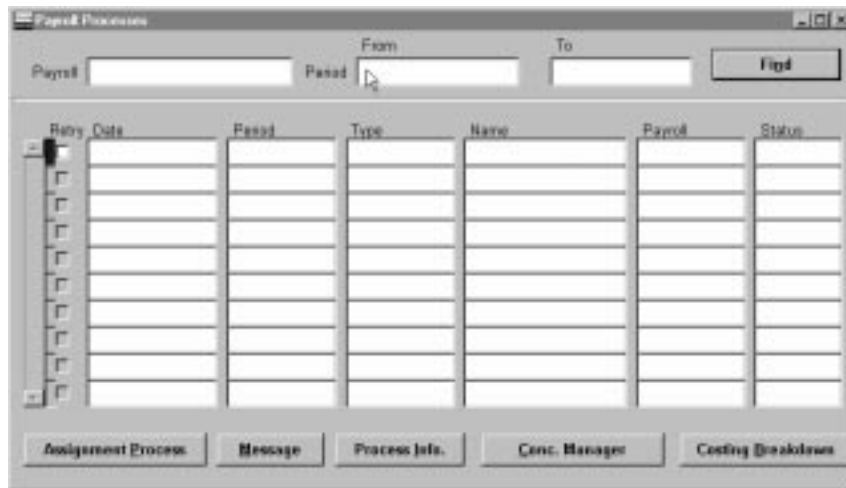 Payroll Processes
From To
Payroll Period Find
Retry Date Period Type Name Payroll Status
Assignment Process Message Process Info. Conc. Manager Costing Breakdown